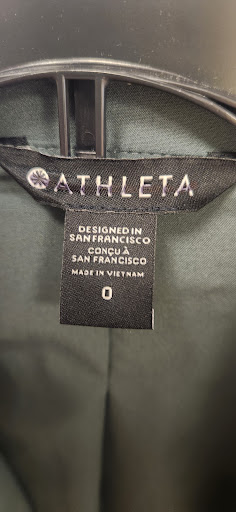 ATHLETA
DESIGNED IN
SAN FRANCISCO
CONÇU À
SAN FRANCISCO
MADE IN VIETNAM
0